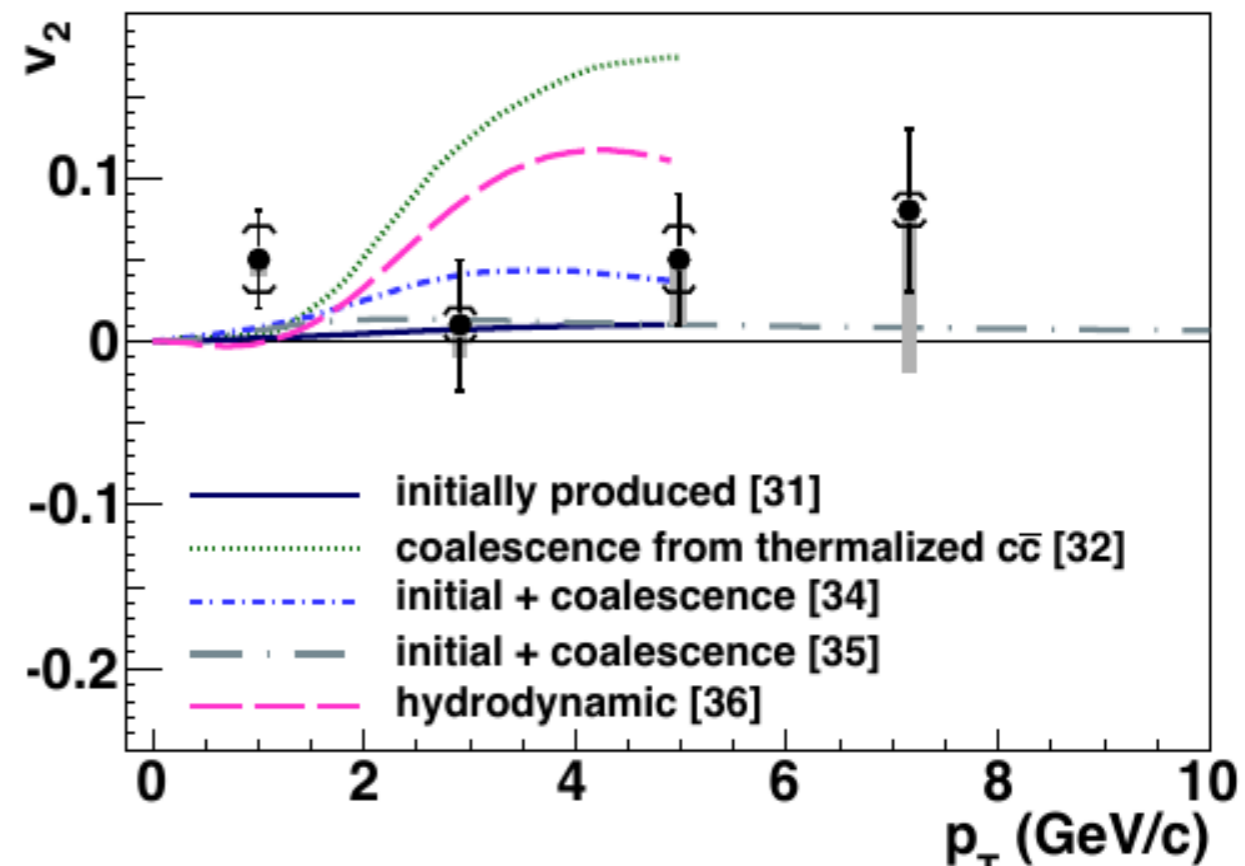 v₂
0.1
0
-0.1
-0.2
initially produced [31]
coalescence from thermalized cc̅ [32]
initial + coalescence [34]
initial + coalescence [35]
hydrodynamic [36]
0 2 4 6 8 10
p_T (GeV/c)